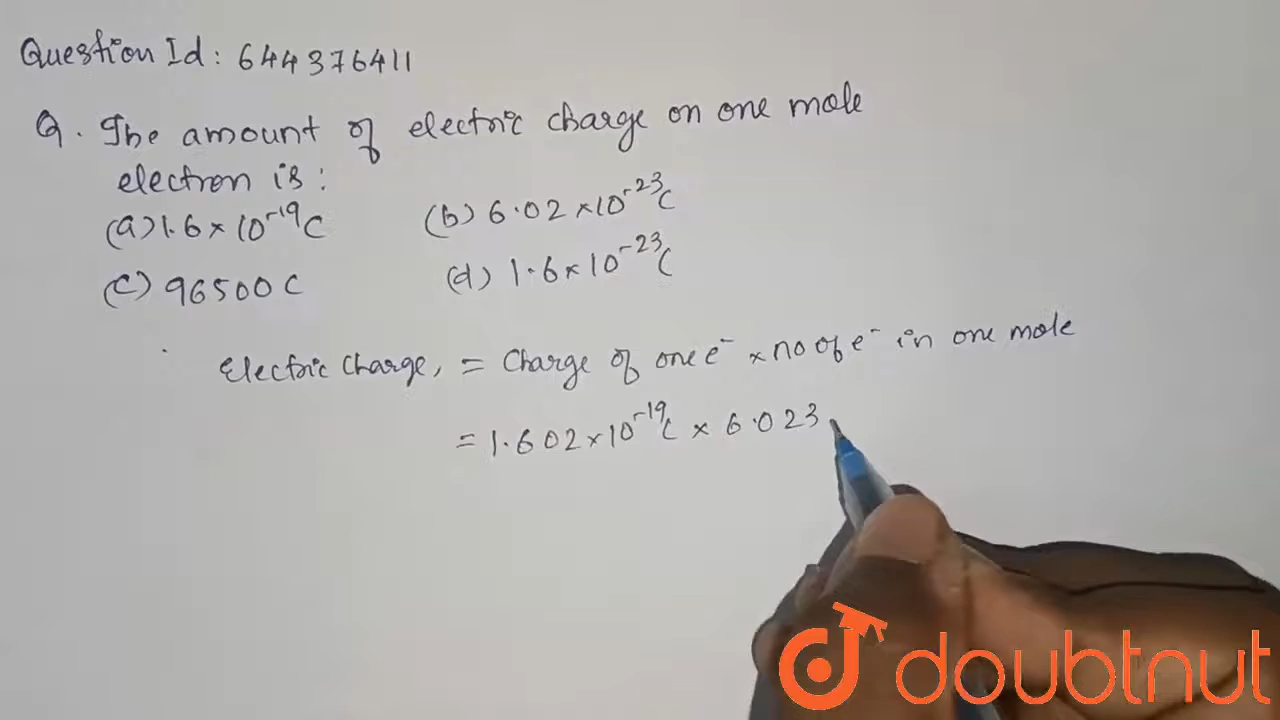 Question Id: 644376411
Q. The amount of electric charge on one mole
electron is:
(a) 1.6×10⁻¹⁹C (b) 6.02×10⁻²³C
(c) 96500C (d) 1.6×10⁻²³C
Electric charge, = Charge of one e⁻ × no of e⁻ in one mole
= 1.602×10⁻¹⁹C × 6.023
doubtnut